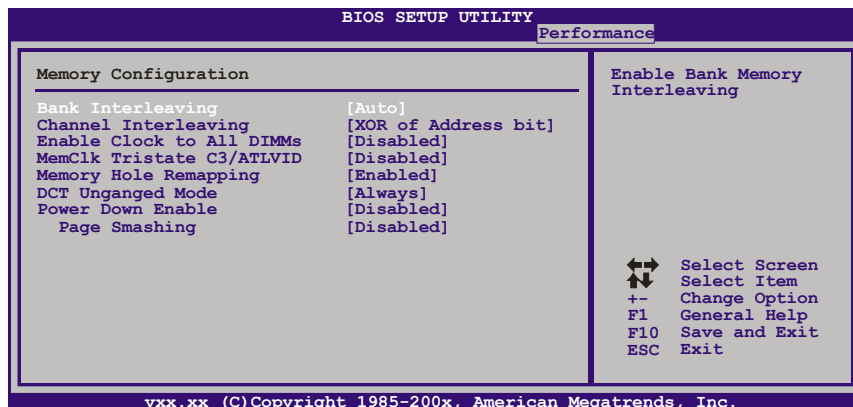 BIOS SETUP UTILITY
Performance
Memory Configuration
Bank Interleaving [Auto]
Channel Interleaving [XOR of Address bit]
Enable Clock to All DIMMs [Disabled]
MemClk Tristate C3/ATLVID [Disabled]
Memory Hole Remapping [Enabled]
DCT Unganged Mode [Always]
Power Down Enable [Disabled]
Page Smashing [Disabled]
Enable Bank Memory
Interleaving
Select Screen
Select Item
+- Change Option
F1 General Help
F10 Save and Exit
ESC Exit
vxx.xx (C)Copyright 1985-200x, American Megatrends, Inc.